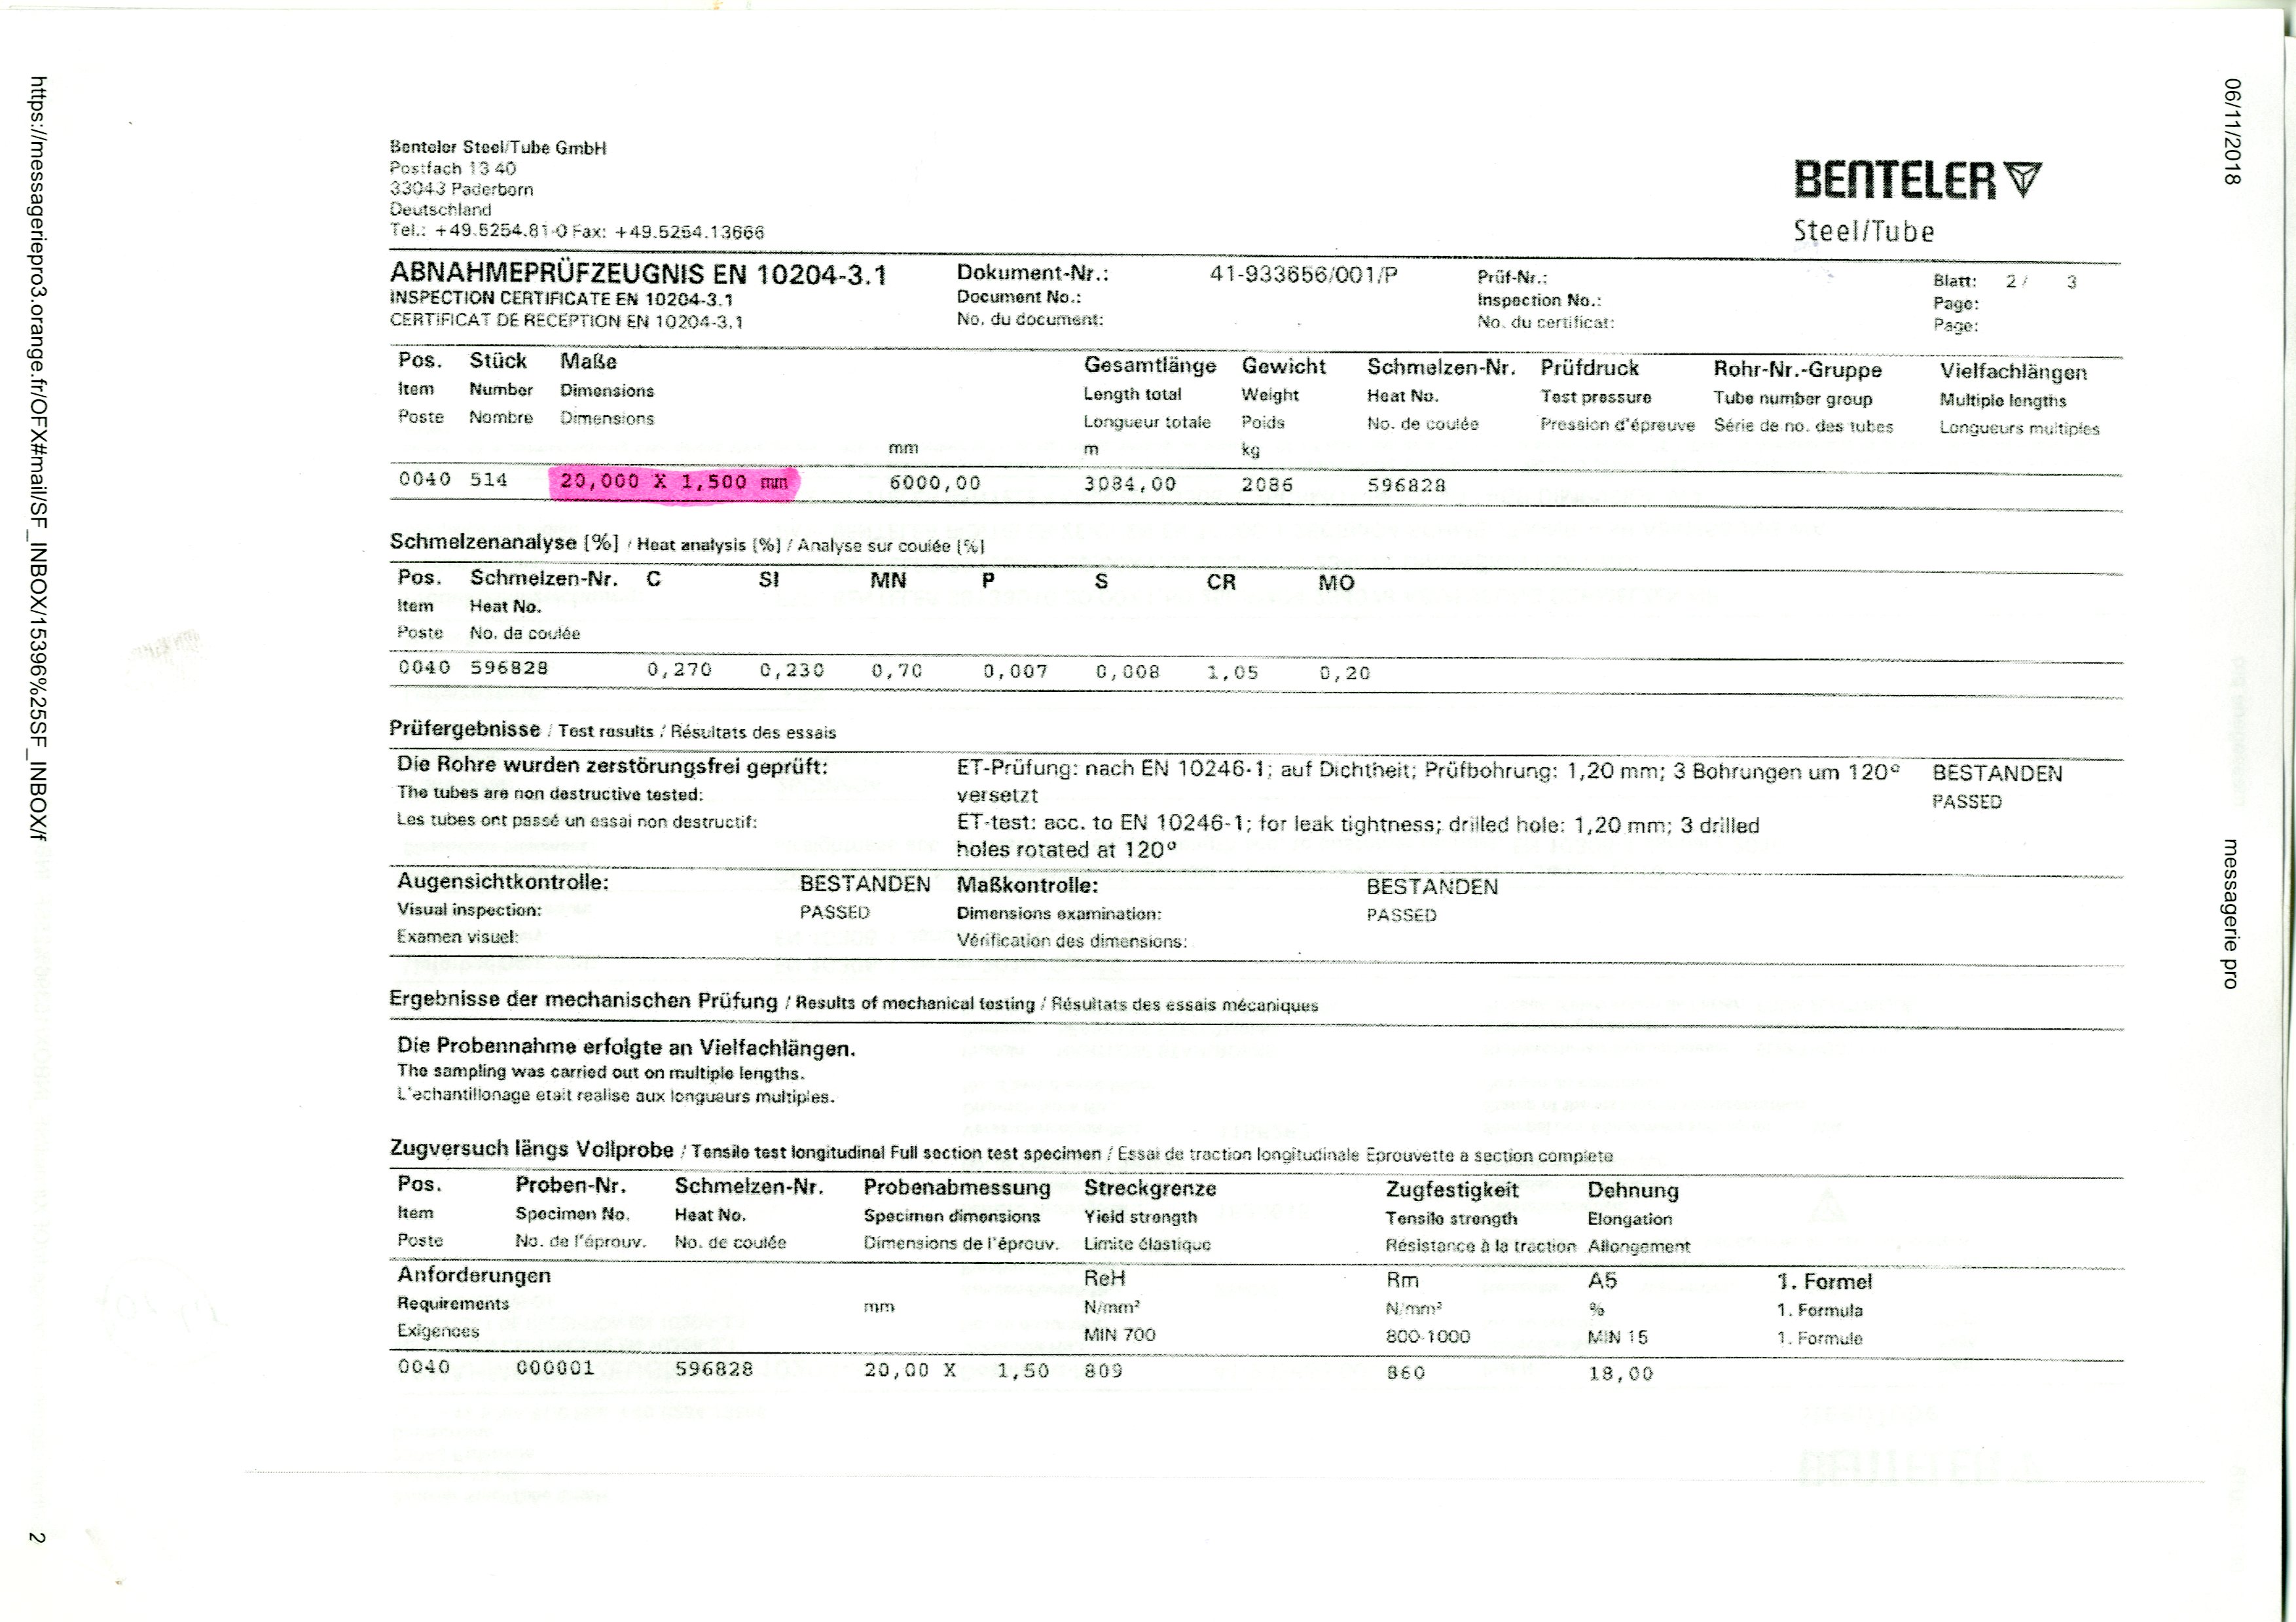 06/11/2018
messagerie pro
Benteler Steel/Tube GmbH
Postfach 13 40
33043 Paderborn
Deutschland
Tel.: +49.5254.81-0 Fax: +49.5254.13666
BENTELER
Steel/Tube
ABNAHMEPRÜFZEUGNIS EN 10204-3.1 Dokument-Nr.: 41-933656/001/P Prüf-Nr.: Blatt: 2 / 3
INSPECTION CERTIFICATE EN 10204-3.1 Document No.: Inspection No.: Page:
CERTIFICAT DE RECEPTION EN 10204-3.1 No. du document: No. du certificat: Page:
Pos. Stück Maße Gesamtlänge Gewicht Schmelzen-Nr. Prüfdruck Rohr-Nr.-Gruppe Vielfachlängen
Item Number Dimensions Length total Weight Heat No. Test pressure Tube number group Multiple lengths
Poste Nombre Dimensions Longueur totale Poids No. de coulée Pression d'épreuve Série de no. des tubes Longueurs multiples
mm m kg
0040 514 20,000 X 1,500 mm 6000,00 3084,00 2086 596828
Schmelzenanalyse [%] / Heat analysis [%] / Analyse sur coulée [%]
Pos. Schmelzen-Nr. C SI MN P S CR MO
Item Heat No.
Poste No. de coulée
0040 596828 0,270 0,230 0,70 0,007 0,008 1,05 0,20
Prüfergebnisse / Test results / Résultats des essais
Die Rohre wurden zerstörungsfrei geprüft: ET-Prüfung: nach EN 10246-1; auf Dichtheit; Prüfbohrung: 1,20 mm; 3 Bohrungen um 120° BESTANDEN
The tubes are non destructive tested: versetzt PASSED
Les tubes ont passé un essai non destructif: ET-test: acc. to EN 10246-1; for leak tightness; drilled hole: 1,20 mm; 3 drilled
holes rotated at 120°
Augensichtkontrolle: BESTANDEN Maßkontrolle: BESTANDEN
Visual inspection: PASSED Dimensions examination: PASSED
Examen visuel: Vérification des dimensions:
Ergebnisse der mechanischen Prüfung / Results of mechanical testing / Résultats des essais mécaniques
Die Probennahme erfolgte an Vielfachlängen.
The sampling was carried out on multiple lengths.
L'echantillonage etait realise aux longueurs multiples.
Zugversuch längs Vollprobe / Tensile test longitudinal Full section test specimen / Essai de traction longitudinale Eprouvette a section complete
Pos. Proben-Nr. Schmelzen-Nr. Probenabmessung Streckgrenze Zugfestigkeit Dehnung
Item Specimen No. Heat No. Specimen dimensions Yield strength Tensile strength Elongation
Poste No. de l'éprouv. No. de coulée Dimensions de l'éprouv. Limite élastique Résistance à la traction Allongement
Anforderungen ReH Rm A5 1. Formel
Requirements mm N/mm² N/mm² % 1. Formula
Exigences MIN 700 800-1000 MIN 15 1. Formule
0040 000001 596828 20,00 X 1,50 809 860 18,00
https://messageriepro3.orange.fr/OFX#mail/SF_INBOX/15396%25SF_INBOX/f
2